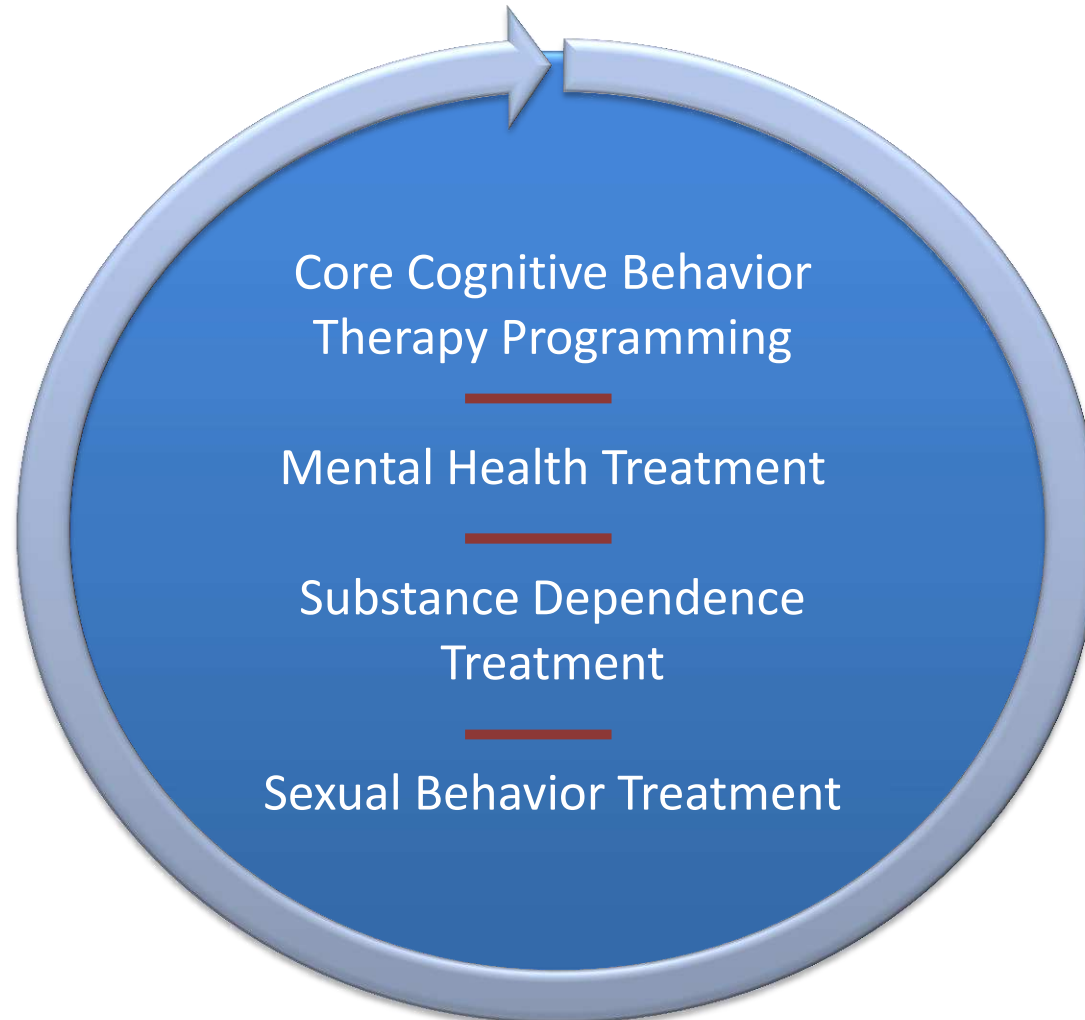 Core Cognitive Behavior
Therapy Programming
Mental Health Treatment
Substance Dependence
Treatment
Sexual Behavior Treatment